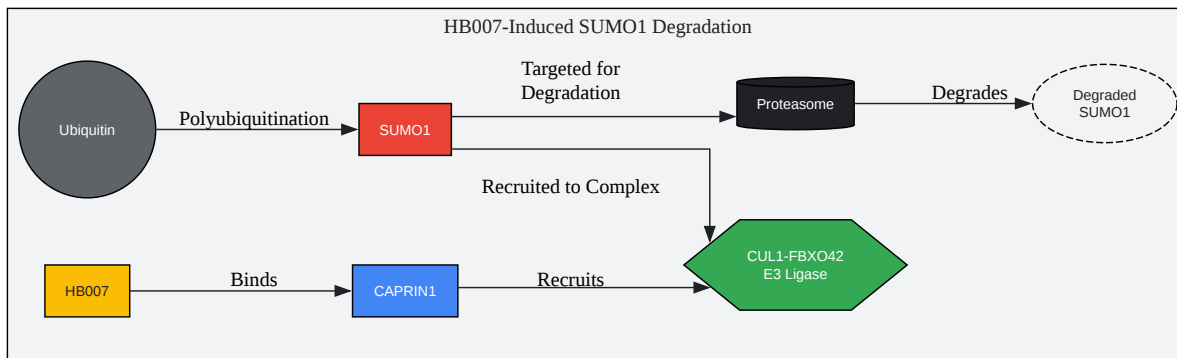 HB007-Induced SUMO1 Degradation
Ubiquitin
Polyubiquitination
SUMO1
Targeted for
Degradation
Proteasome
Degrades
Degraded
SUMO1
Recruited to Complex
HB007
Binds
CAPRIN1
Recruits
CUL1-FBXO42
E3 Ligase